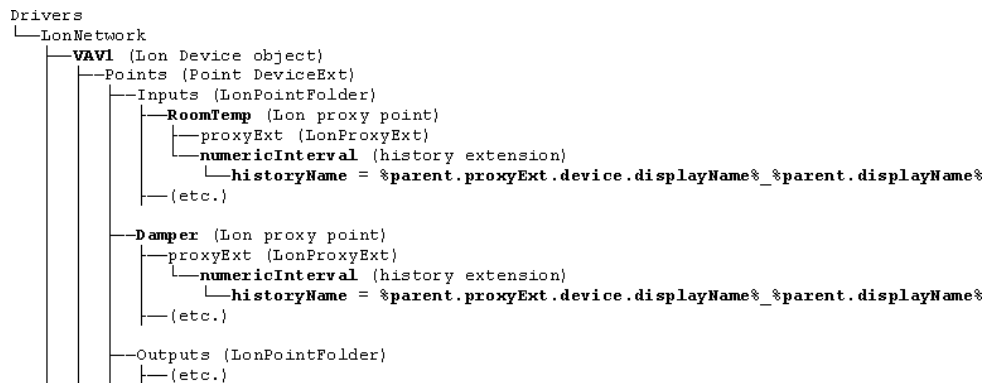 Drivers
LonNetwork
VAV1 (Lon Device object)
Points (Point DeviceExt)
Inputs (LonPointFolder)
RoomTemp (Lon proxy point)
proxyExt (LonProxyExt)
numericInterval (history extension)
historyName = %parent.proxyExt.device.displayName%_%parent.displayName%
(etc.)
Damper (Lon proxy point)
proxyExt (LonProxyExt)
numericInterval (history extension)
historyName = %parent.proxyExt.device.displayName%_%parent.displayName%
(etc.)
Outputs (LonPointFolder)
(etc.)